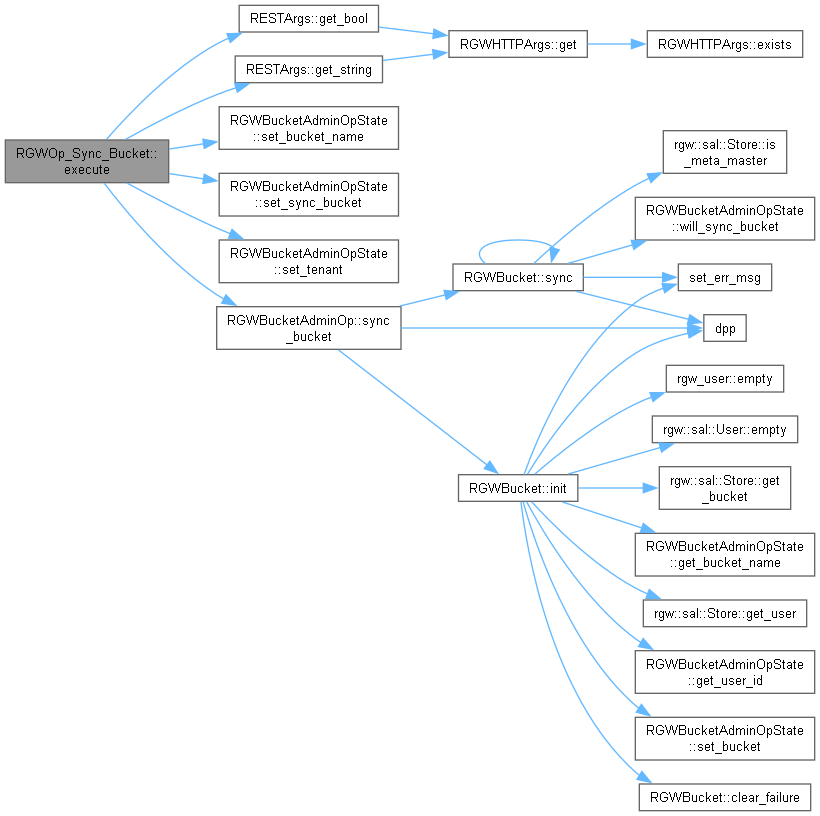 RESTArgs::get_bool
RGWHTTPArgs::get
RGWHTTPArgs::exists
RESTArgs::get_string
RGWBucketAdminOpState
::set_bucket_name
RGWOp_Sync_Bucket::
execute
rgw::sal::Store::is
_meta_master
RGWBucketAdminOpState
::set_sync_bucket
RGWBucketAdminOpState
::will_sync_bucket
RGWBucketAdminOpState
::set_tenant
RGWBucket::sync
set_err_msg
RGWBucketAdminOp::sync
_bucket
dpp
rgw_user::empty
rgw::sal::User::empty
RGWBucket::init
rgw::sal::Store::get
_bucket
RGWBucketAdminOpState
::get_bucket_name
rgw::sal::Store::get_user
RGWBucketAdminOpState
::get_user_id
RGWBucketAdminOpState
::set_bucket
RGWBucket::clear_failure